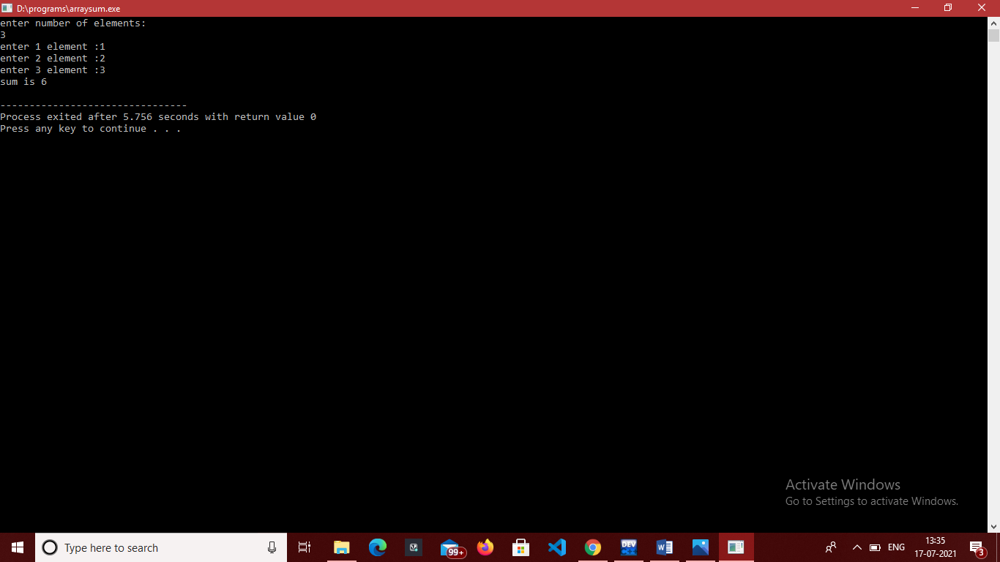 D:\programs\arraysum.exe
enter number of elements:
3
enter 1 element :1
enter 2 element :2
enter 3 element :3
sum is 6
--------------------------------
Process exited after 5.756 seconds with return value 0
Press any key to continue . . .
Activate Windows
Go to Settings to activate Windows.
Type here to search
99+
DEV
ENG
13:35
17-07-2021
3